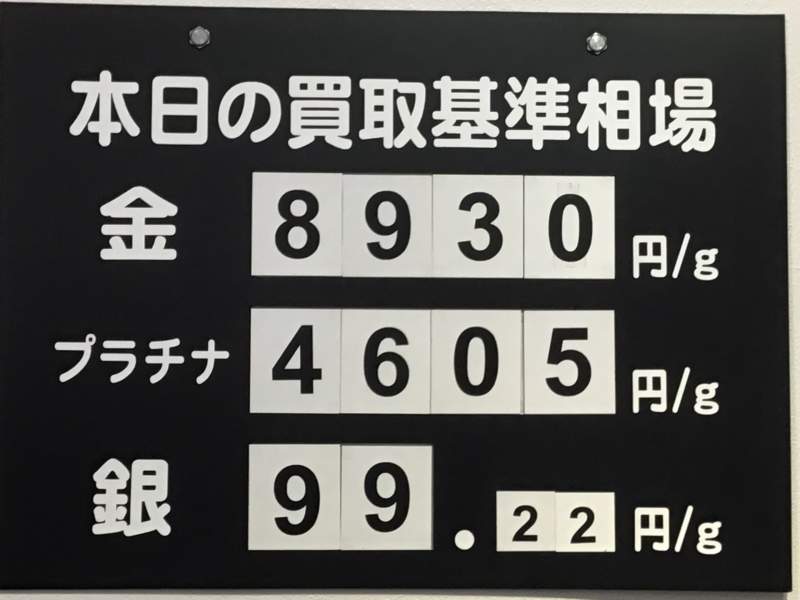 本日の買取基準相場
金 8930 円/g
プラチナ 4605 円/g
銀 99.22 円/g